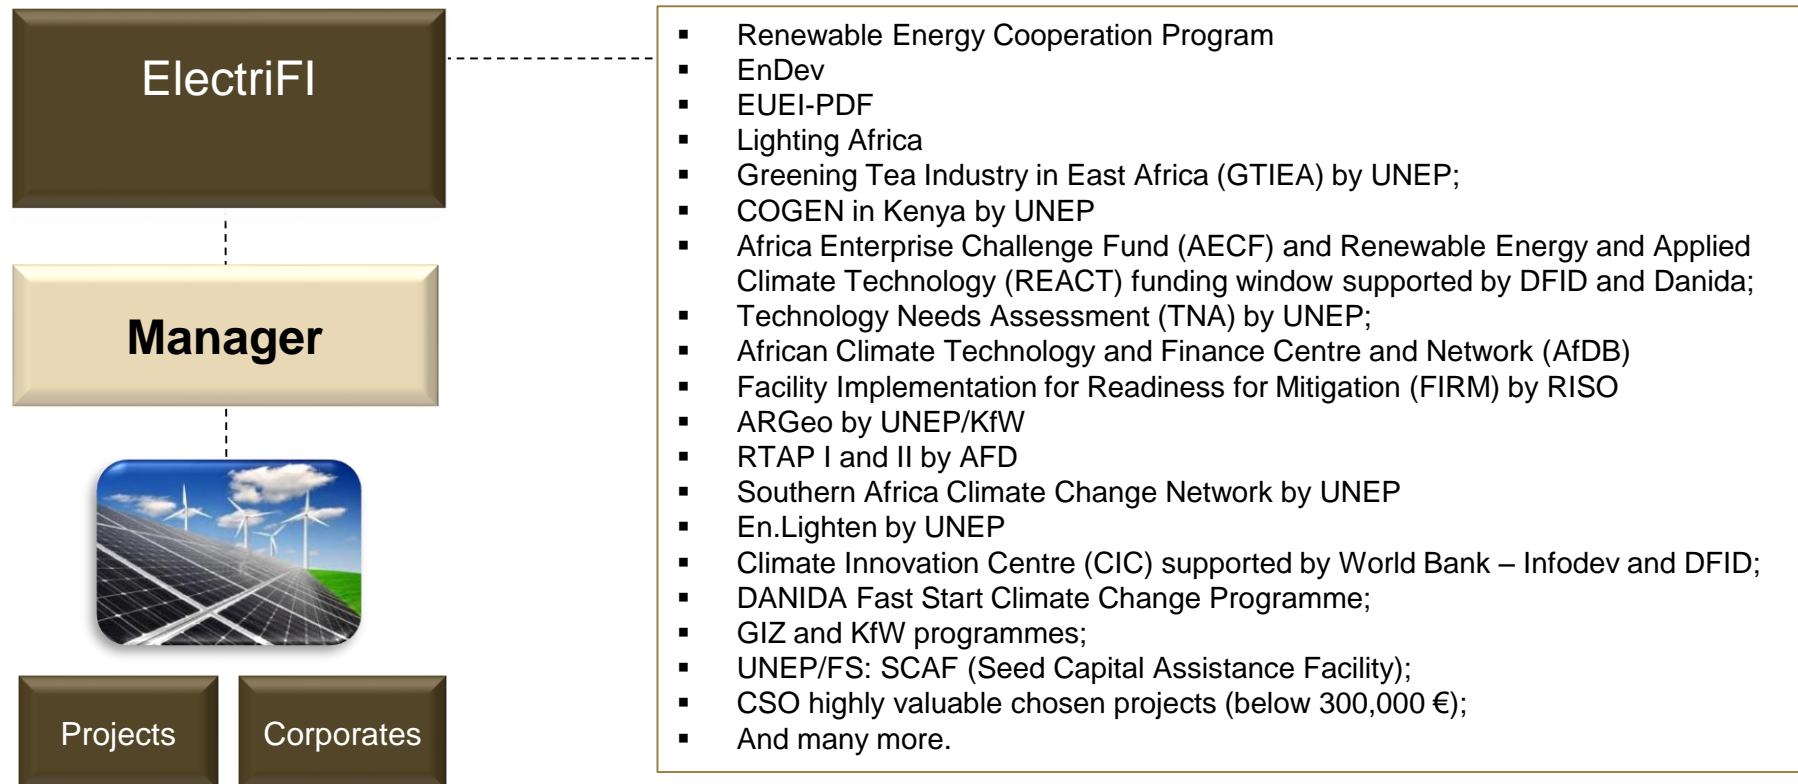 ElectriFI
Manager
Projects
Corporates
▪ Renewable Energy Cooperation Program
▪ EnDev
▪ EUEI-PDF
▪ Lighting Africa
▪ Greening Tea Industry in East Africa (GTIEA) by UNEP;
▪ COGEN in Kenya by UNEP
▪ Africa Enterprise Challenge Fund (AECF) and Renewable Energy and Applied
Climate Technology (REACT) funding window supported by DFID and Danida;
▪ Technology Needs Assessment (TNA) by UNEP;
▪ African Climate Technology and Finance Centre and Network (AfDB)
▪ Facility Implementation for Readiness for Mitigation (FIRM) by RISO
▪ ARGeo by UNEP/KfW
▪ RTAP I and II by AFD
▪ Southern Africa Climate Change Network by UNEP
▪ En.Lighten by UNEP
▪ Climate Innovation Centre (CIC) supported by World Bank – Infodev and DFID;
▪ DANIDA Fast Start Climate Change Programme;
▪ GIZ and KfW programmes;
▪ UNEP/FS: SCAF (Seed Capital Assistance Facility);
▪ CSO highly valuable chosen projects (below 300,000 €);
▪ And many more.